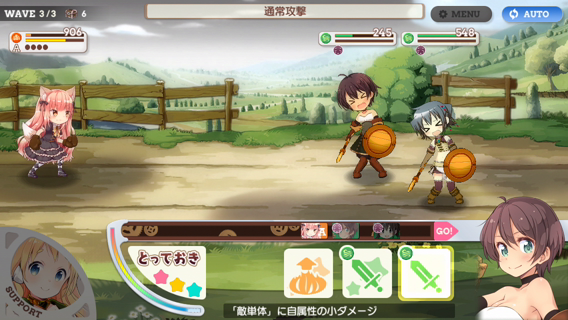 WAVE 3/3
6
通常攻撃
MENU
AUTO
906
A
245
548
GO!
とっておき
SUPPORT
「敵単体」に自属性の小ダメージ